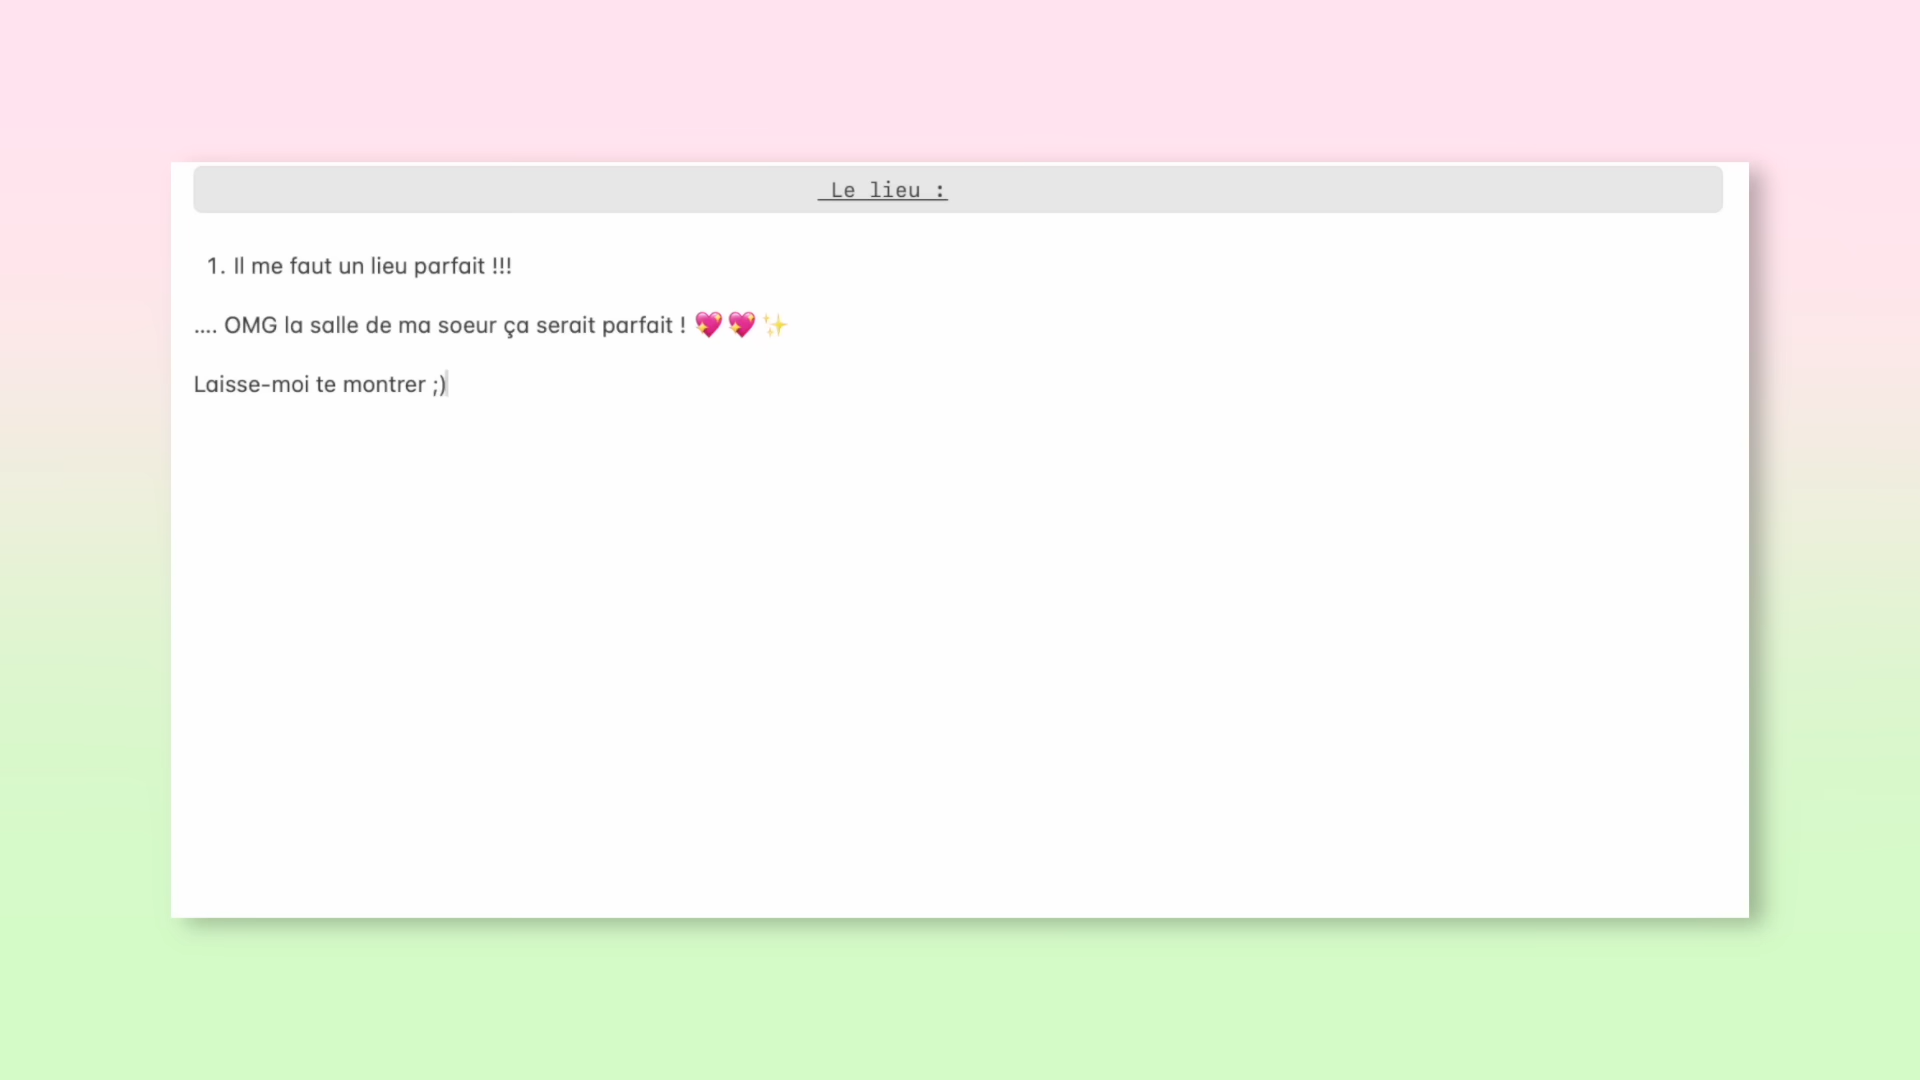 Le lieu :
1. Il me faut un lieu parfait !!!
.... OMG la salle de ma soeur ça serait parfait ! 💖💖✨
Laisse-moi te montrer ;)